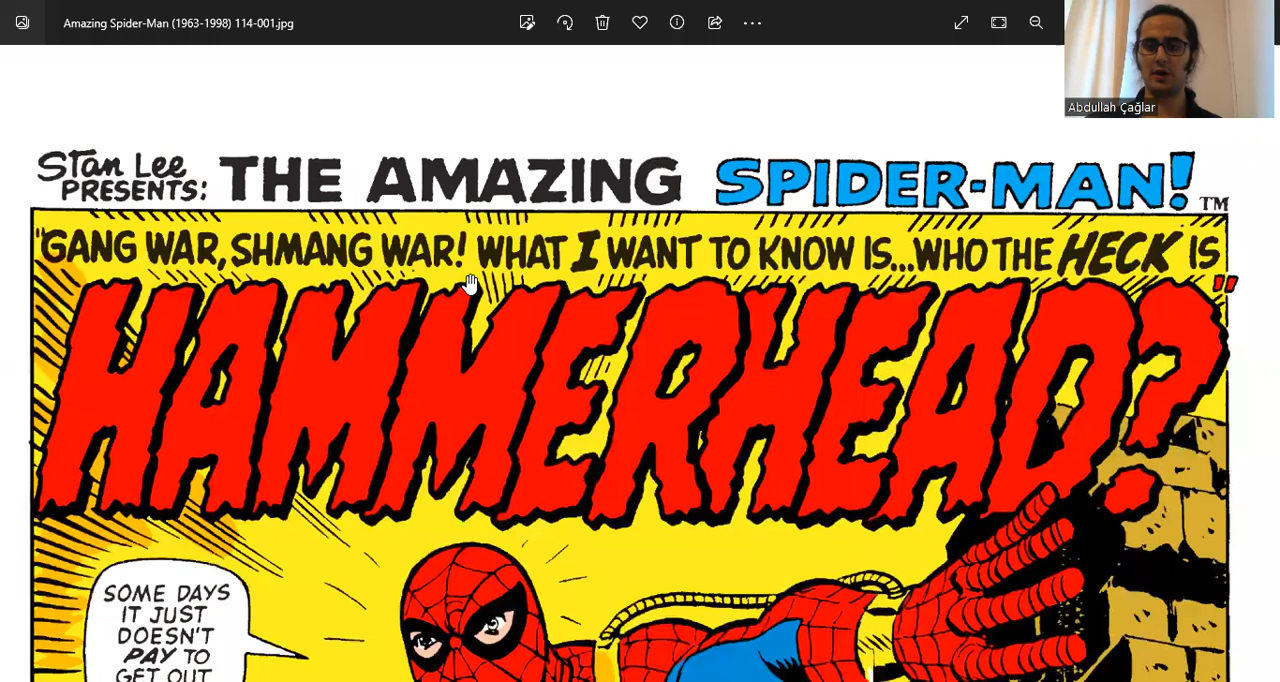 Amazing Spider-Man (1963-1998) 114-001.jpg
Abdullah Çağlar
Stan Lee
PRESENTS:
THE AMAZING SPIDER-MAN!TM
"GANG WAR, SHMANG WAR! WHAT I WANT TO KNOW IS...WHO THE HECK IS
HAMMERHEAD?"
SOME DAYS
IT JUST
DOESN'T
PAY TO
GET OUT